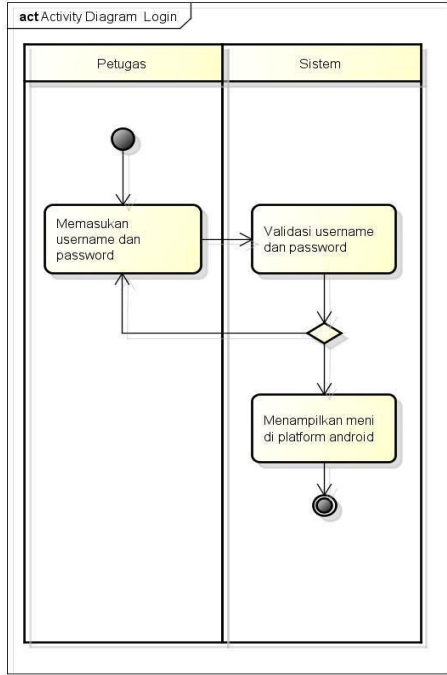 act Activity Diagram Login
Petugas
Sistem
Memasukan
username dan
password
Validasi username
dan password
Menampilkan meni
di platform android